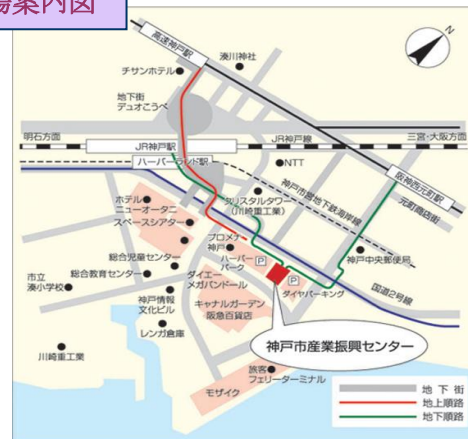 場案内図
高速神戸駅
湊川神社
N
チサンホテル
地下街
デュオこうべ
明石方面
JR神戸駅
JR神戸線
三宮・大阪方面
ハーバーランド駅
NTT
阪神西元町駅
元町商店街
神戸市営地下鉄海岸線
クリスタルタワー
(川崎重工業)
ホテル
ニューオータニ
スペースシアター
プロメナ
神戸
ハーバー
パーク
P
神戸中央郵便局
総合児童センター
総合教育センター
市立
湊小学校
ダイエー
メガバンドール
P
ダイヤパーキング
国道2号線
神戸情報
文化ビル
キャナルガーデン
阪急百貨店
レンガ倉庫
神戸市産業振興センター
川崎重工業
旅客
フェリーターミナル
モザイク
地下街
地上順路
地下順路